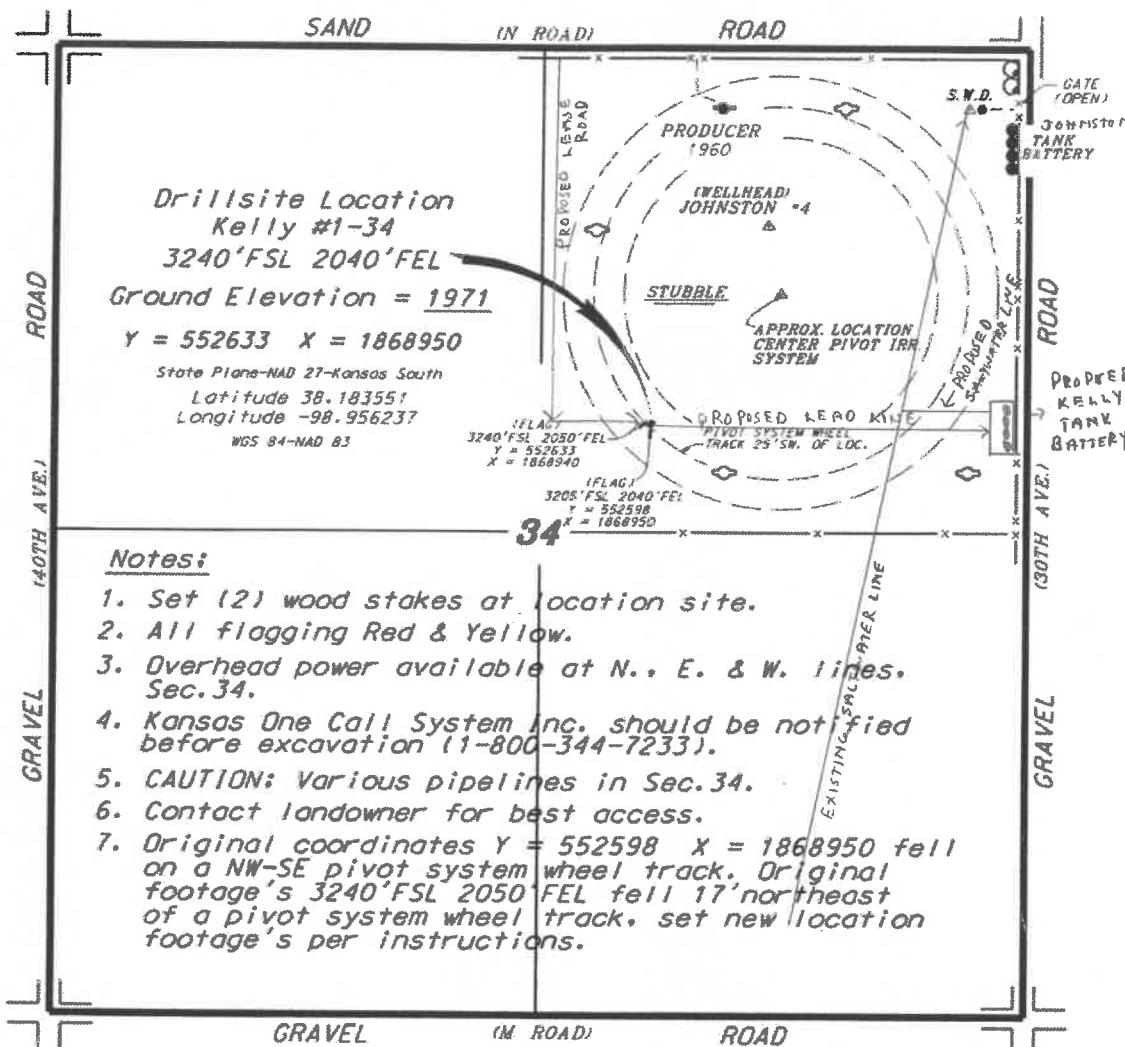 SAND (N ROAD) ROAD
GATE
(OPEN)
S.W.D.
JOHNSTON
TANK
BATTERY
PRODUCER
1960
PROPOSED LEASE
ROAD
(WELLHEAD)
JOHNSTON #4
Drillsite Location
Kelly #1-34
3240'FSL 2040'FEL
Ground Elevation = 1971
Y = 552633 X = 1868950
State Plane-NAD 27-Kansas South
Latitude 38.183551
Longitude -98.956237
WGS 84-NAD 83
STUBBLE
APPROX. LOCATION
CENTER PIVOT IRR
SYSTEM
PROPOSED
SALTWATER LINE
KELLY
TANK
BATTERY
PROPOSED LEAD LINE
PIVOT SYSTEM WHEEL
TRACK 25'SW. OF LOC.
(FLAG)
3240'FSL 2050'FEL
Y = 552633
X = 1868940
(FLAG)
3205'FSL 2040'FEL
Y = 552598
X = 1868950
34
ROAD
(40TH AVE.)
GRAVEL
ROAD
(30TH AVE.)
GRAVEL
EXISTING SALTWATER LINE
Notes:
1. Set (2) wood stakes at location site.
2. All flagging Red & Yellow.
3. Overhead power available at N., E. & W. lines.
Sec.34.
4. Kansas One Call System Inc. should be notified
before excavation (1-800-344-7233).
5. CAUTION: Various pipelines in Sec.34.
6. Contact landowner for best access.
7. Original coordinates Y = 552598 X = 1868950 fell
on a NW-SE pivot system wheel track. Original
footage's 3240'FSL 2050'FEL fell 17'northeast
of a pivot system wheel track. set new location
footage's per instructions.
GRAVEL (M ROAD) ROAD